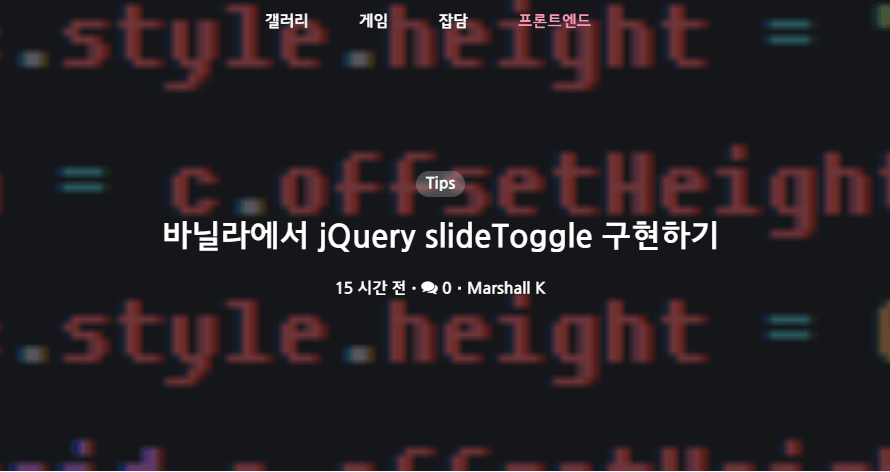 갤러리 게임 잡담 프론트엔드
.style.height =
= c.offsetHeight
Tips
바닐라에서 jQuery slideToggle 구현하기
15 시간 전 · 0 · Marshall K
.style.height =